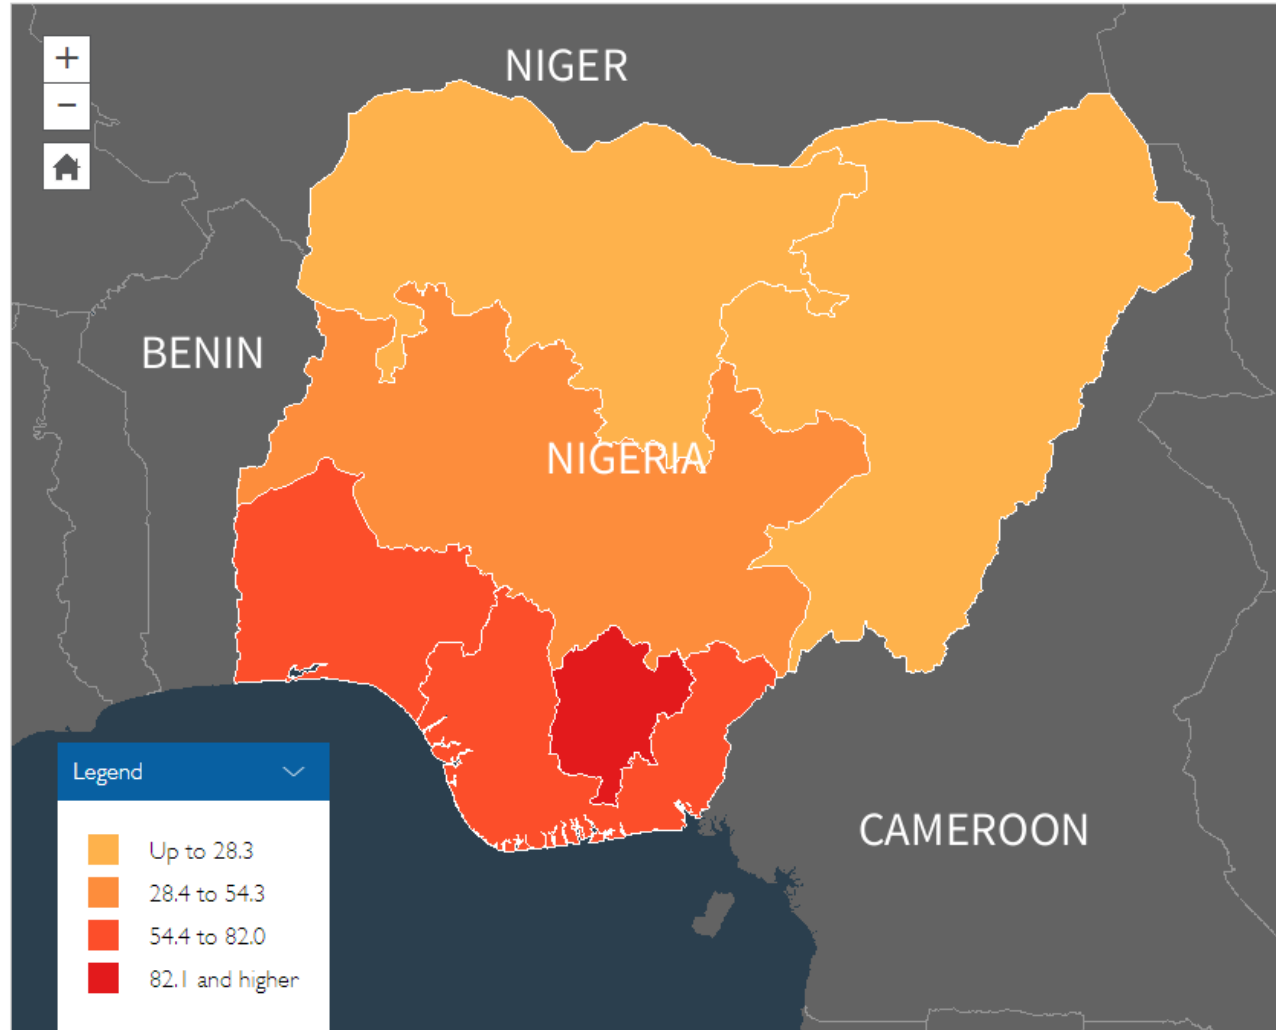 +
−
NIGER
BENIN
NIGERIA
CAMEROON
Legend
Up to 28.3
28.4 to 54.3
54.4 to 82.0
82.1 and higher